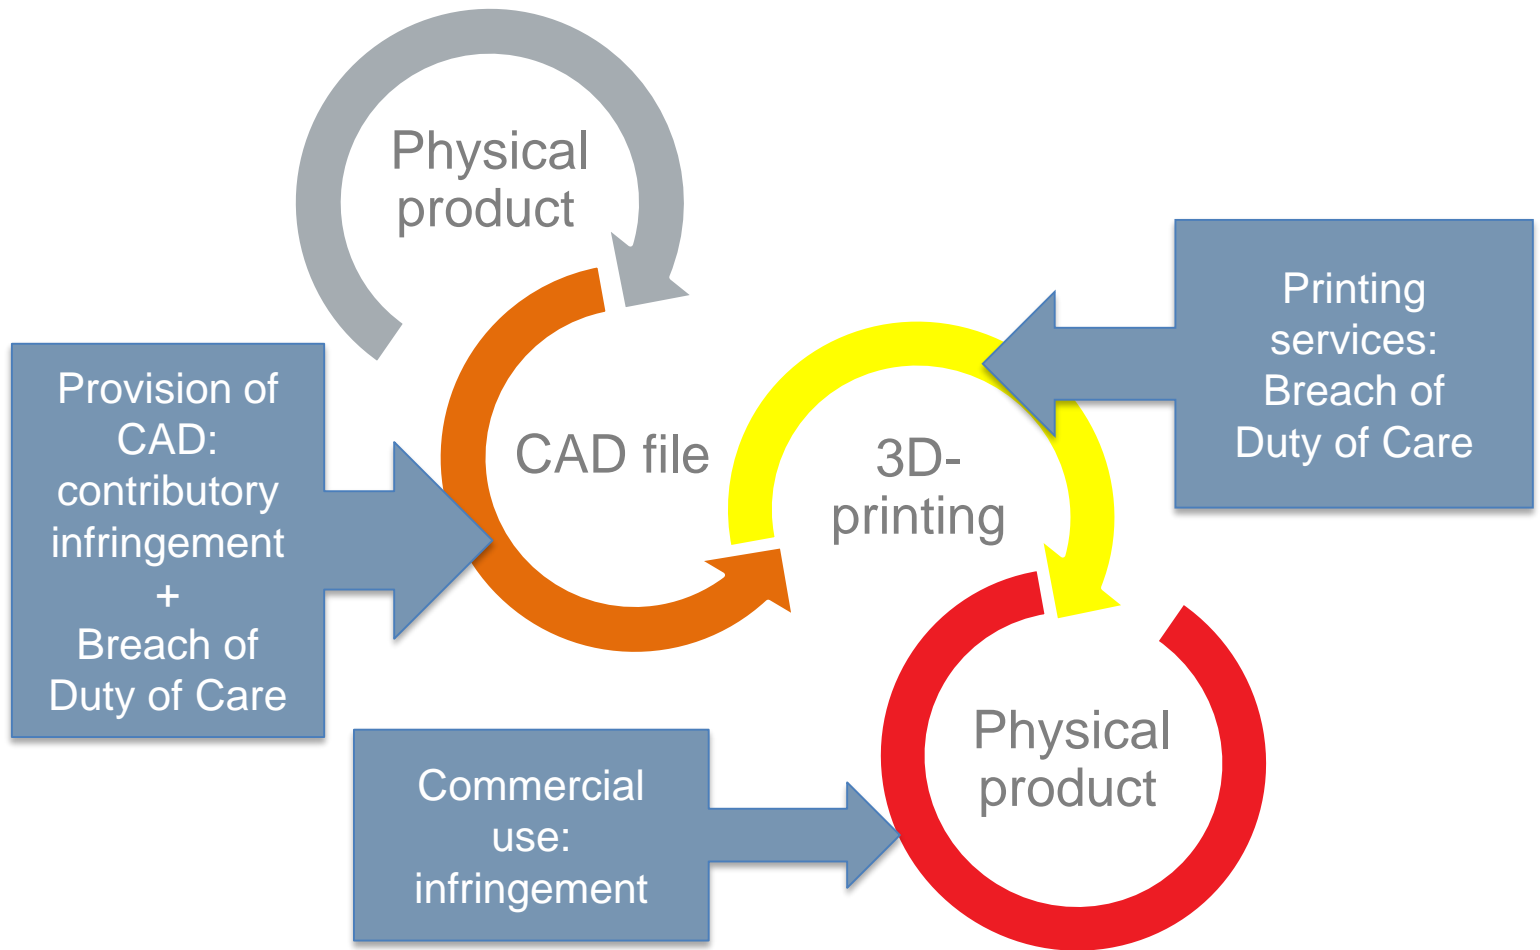 Physical
product
Provision of
CAD:
contributory
infringement
+
Breach of
Duty of Care
CAD file
3D-
printing
Printing
services:
Breach of
Duty of Care
Commercial
use:
infringement
Physical
product